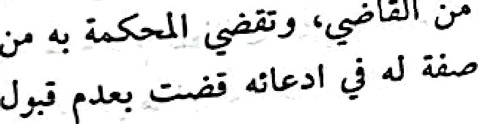 من القاضي، وتقضي المحكمة به من
صفة له في ادعائه قضت بعدم قبول